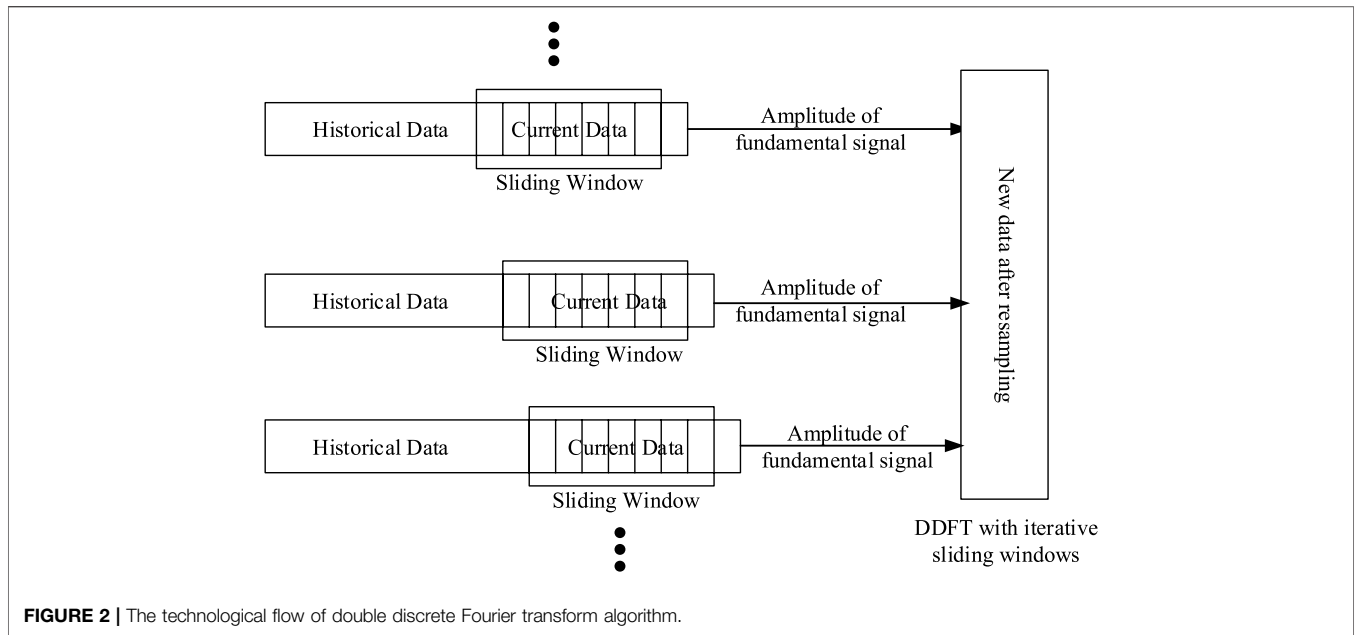 Historical Data
Current Data
Sliding Window
Amplitude of
fundamental signal
Historical Data
Current Data
Sliding Window
Amplitude of
fundamental signal
Historical Data
Current Data
Sliding Window
Amplitude of
fundamental signal
New data after resampling
DDFT with iterative
sliding windows
FIGURE 2 | The technological flow of double discrete Fourier transform algorithm.